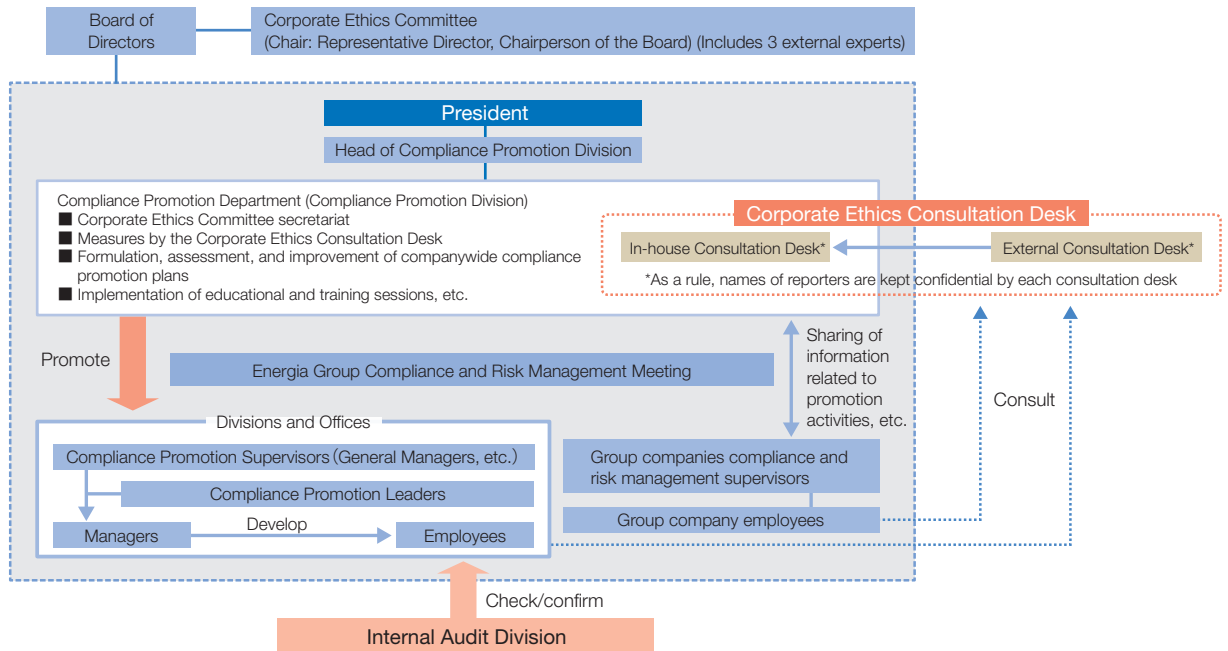 Board of
Directors
Corporate Ethics Committee
(Chair: Representative Director, Chairperson of the Board) (Includes 3 external experts)
President
Head of Compliance Promotion Division
Compliance Promotion Department (Compliance Promotion Division)
■ Corporate Ethics Committee secretariat
■ Measures by the Corporate Ethics Consultation Desk
■ Formulation, assessment, and improvement of companywide compliance
promotion plans
■ Implementation of educational and training sessions, etc.
Corporate Ethics Consultation Desk
In-house Consultation Desk*
External Consultation Desk*
*As a rule, names of reporters are kept confidential by each consultation desk
Promote
Energia Group Compliance and Risk Management Meeting
Sharing of
information
related to
promotion
activities, etc.
Consult
Divisions and Offices
Compliance Promotion Supervisors (General Managers, etc.)
Compliance Promotion Leaders
Managers
Develop
Employees
Group companies compliance and
risk management supervisors
Group company employees
Check/confirm
Internal Audit Division